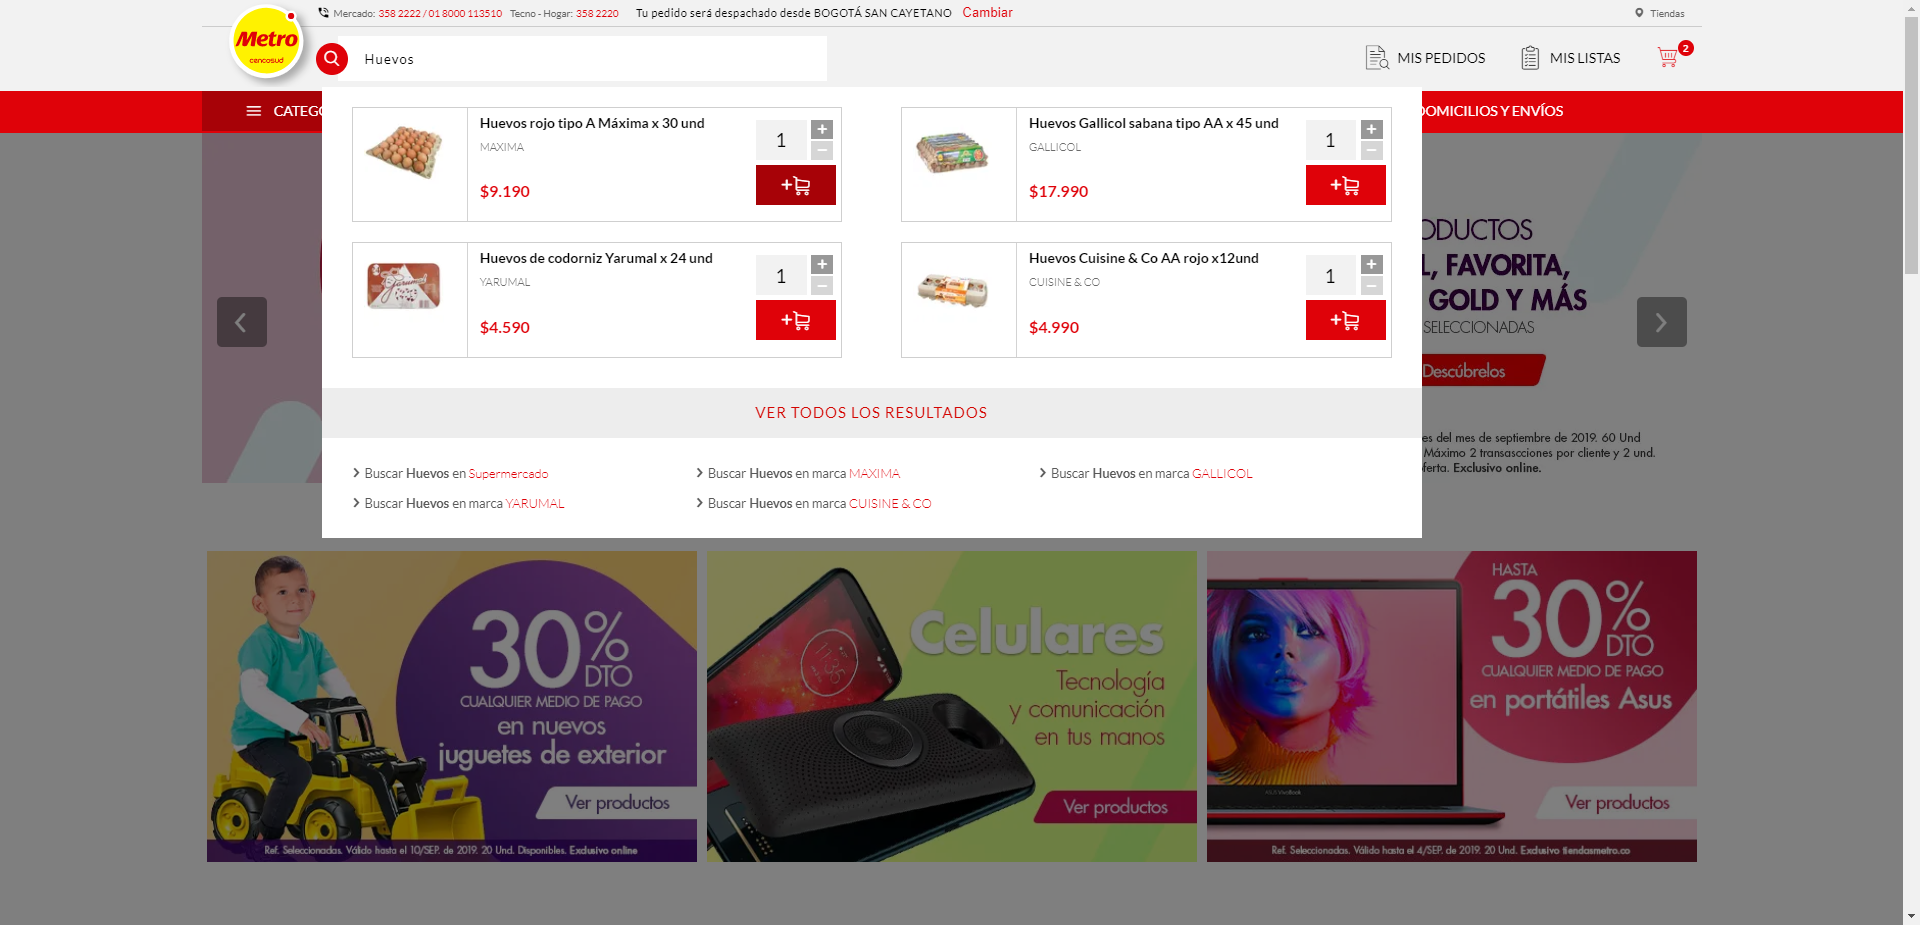 Mercado: 358 2222 / 01 8000 113510 Tecno - Hogar: 358 2220 Tu pedido será despachado desde BOGOTÁ SAN CAYETANO Cambiar
Tiendas
Metro
cencosud
Huevos
MIS PEDIDOS
MIS LISTAS
2
DOMICILIOS Y ENVÍOS
Huevos rojo tipo A Máxima x 30 und
MAXIMA
$9.190
1
Huevos Gallicol sabana tipo AA x 45 und
GALLICOL
$17.990
1
Huevos de codorniz Yarumal x 24 und
YARUMAL
$4.590
1
Huevos Cuisine & Co AA rojo x12und
CUISINE & CO
$4.990
1
VER TODOS LOS RESULTADOS
Buscar Huevos en Supermercado
Buscar Huevos en marca MAXIMA
Buscar Huevos en marca GALLICOL
Buscar Huevos en marca YARUMAL
Buscar Huevos en marca CUISINE & CO
FAVORITA,
GOLD Y MÁS
SELECCIONADAS
Descúbrelos
del mes de septiembre de 2019. 60 Und
Máximo 2 transascciones por cliente y 2 und.
Exclusivo online.
30%
DTO
CUALQUIER MEDIO DE PAGO
en nuevos
juguetes de exterior
Ver productos
Ref. Seleccionadas. Válido hasta el 10/SEP. de 2019. 20 Und. Disponibles. Exclusivo online
11:35
Celulares
Tecnología
y comunicación
en tus manos
Ver productos
HASTA
30%
DTO
CUALQUIER MEDIO DE PAGO
en portátiles Asus
Ver productos
Ref. Seleccionadas. Válido hasta el 4/SEP. de 2019. 20 Und. Exclusivo tiendasmetro.co